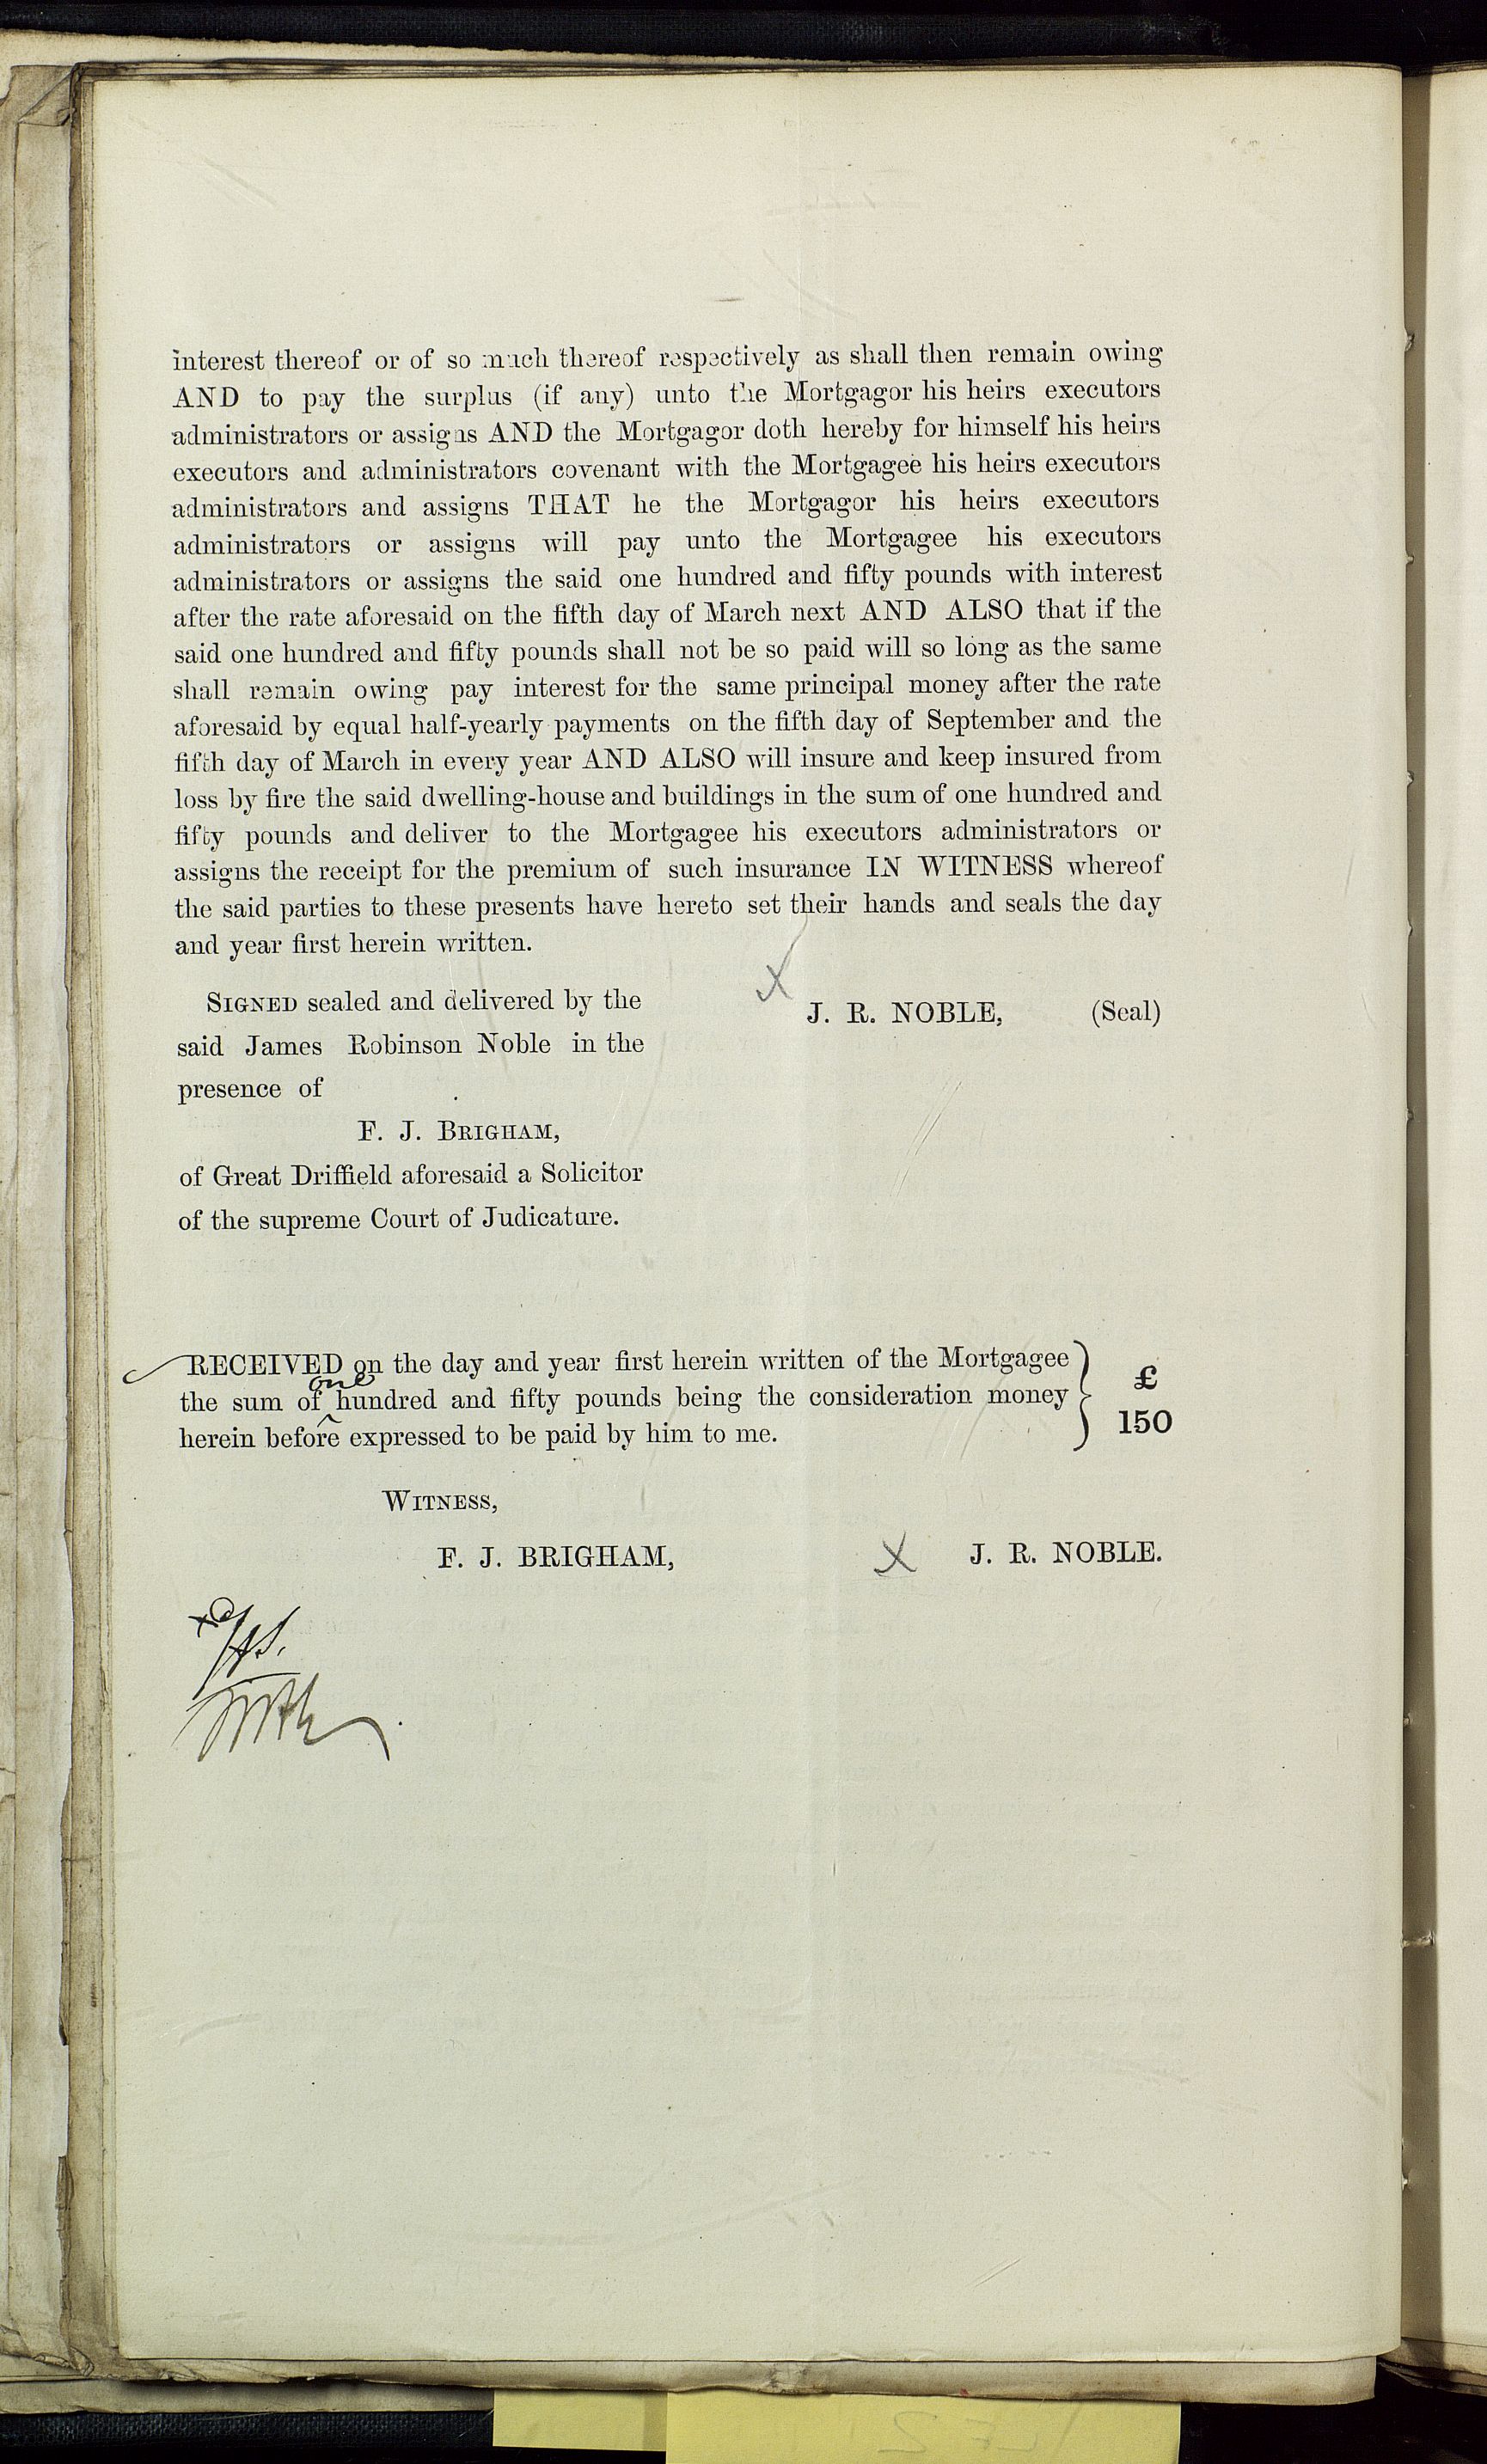 interest thereof or of so much thereof respectively as shall then remain owing
AND to pay the surplus (if any) unto the Mortgagor his heirs executors
administrators or assigns AND the Mortgagor doth hereby for himself his heirs
executors and administrators covenant with the Mortgagee his heirs executors
administrators and assigns THAT he the Mortgagor his heirs executors
administrators or assigns will pay unto the Mortgagee his executors
administrators or assigns the said one hundred and fifty pounds with interest
after the rate aforesaid on the fifth day of March next AND ALSO that if the
said one hundred and fifty pounds shall not be so paid will so long as the same
shall remain owing pay interest for the same principal money after the rate
aforesaid by equal half-yearly payments on the fifth day of September and the
fifth day of March in every year AND ALSO will insure and keep insured from
loss by fire the said dwelling-house and buildings in the sum of one hundred and
fifty pounds and deliver to the Mortgagee his executors administrators or
assigns the receipt for the premium of such insurance IN WITNESS whereof
the said parties to these presents have hereto set their hands and seals the day
and year first herein written.
SIGNED sealed and delivered by the
said James Robinson Noble in the
presence of
F. J. BRIGHAM,
of Great Driffield aforesaid a Solicitor
of the supreme Court of Judicature.
X J. R. NOBLE, (Seal)
RECEIVED on the day and year first herein written of the Mortgagee
one
the sum of hundred and fifty pounds being the consideration money
herein before expressed to be paid by him to me.
£
150
WITNESS,
F. J. BRIGHAM, X J. R. NOBLE.